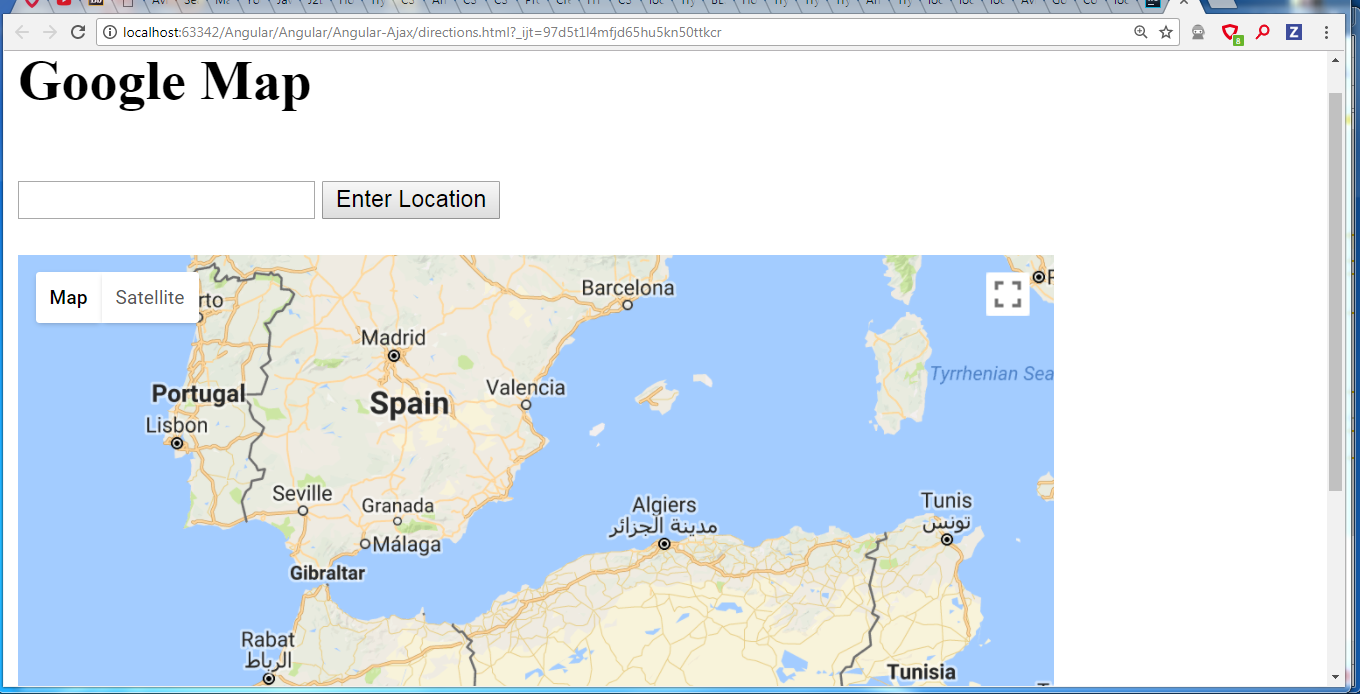 localhost:63342/Angular/Angular/Angular-Ajax/directions.html?_ijt=97d5t1l4mfjd65hu5kn50ttkcr
8
Z
Google Map
Enter Location
Map
Satellite
rto
Barcelona
Madrid
Portugal
Spain
Valencia
Tyrrhenian Sea
Lisbon
Seville
Granada
Málaga
Gibraltar
Algiers
مدينة الجزائر
Tunis
تونس
Rabat
الرباط
Tunisia